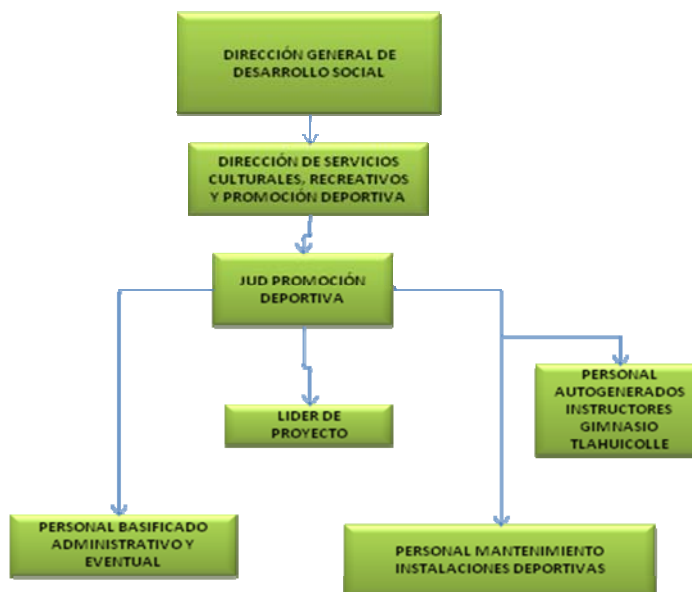 DIRECCIÓN GENERAL DE
DESARROLLO SOCIAL
DIRECCIÓN DE SERVICIOS
CULTURALES, RECREATIVOS
Y PROMOCIÓN DEPORTIVA
JUD PROMOCIÓN
DEPORTIVA
LIDER DE
PROYECTO
PERSONAL
AUTOGENERADOS
INSTRUCTORES
GIMNASIO
TLAHUICOLLE
PERSONAL BASIFICADO
ADMINISTRATIVO Y
EVENTUAL
PERSONAL MANTENIMIENTO
INSTALACIONES DEPORTIVAS